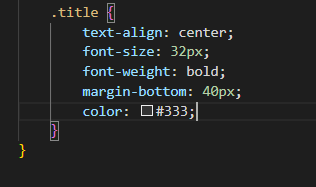 .title {
text-align: center;
font-size: 32px;
font-weight: bold;
margin-bottom: 40px;
color: #333;
}
}